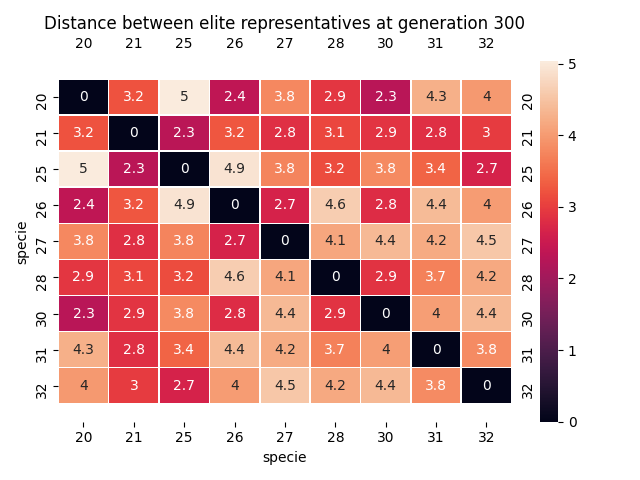 Distance between elite representatives at generation 300
20 21 25 26 27 28 30 31 32
20 0 3.2 5 2.4 3.8 2.9 2.3 4.3 4 20
21 3.2 0 2.3 3.2 2.8 3.1 2.9 2.8 3 21
25 5 2.3 0 4.9 3.8 3.2 3.8 3.4 2.7 25
26 2.4 3.2 4.9 0 2.7 4.6 2.8 4.4 4 26
27 3.8 2.8 3.8 2.7 0 4.1 4.4 4.2 4.5 27
28 2.9 3.1 3.2 4.6 4.1 0 2.9 3.7 4.2 28
30 2.3 2.9 3.8 2.8 4.4 2.9 0 4 4.4 30
31 4.3 2.8 3.4 4.4 4.2 3.7 4 0 3.8 31
32 4 3 2.7 4 4.5 4.2 4.4 3.8 0 32
20 21 25 26 27 28 30 31 32
specie
specie
5
4
3
2
1
0